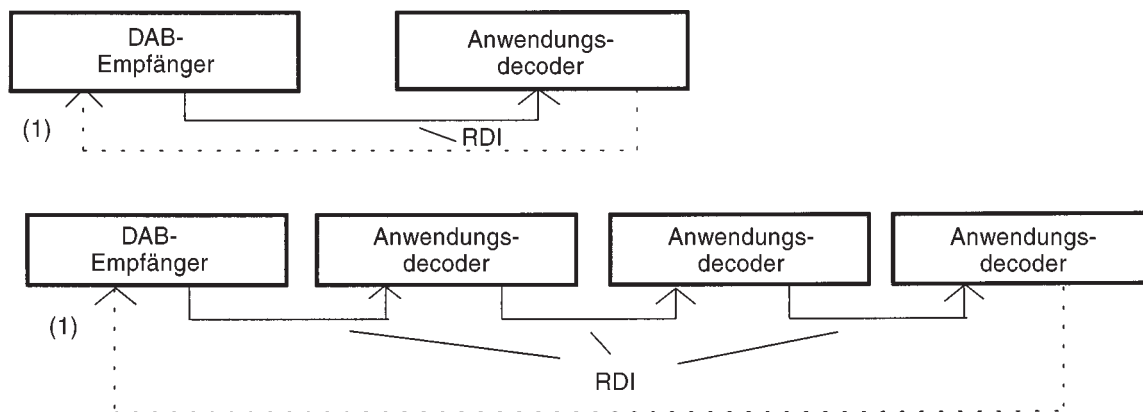 DAB-
Empfänger
Anwendungs-
decoder
(1)
RDI
DAB-
Empfänger
Anwendungs-
decoder
Anwendungs-
decoder
Anwendungs-
decoder
(1)
RDI